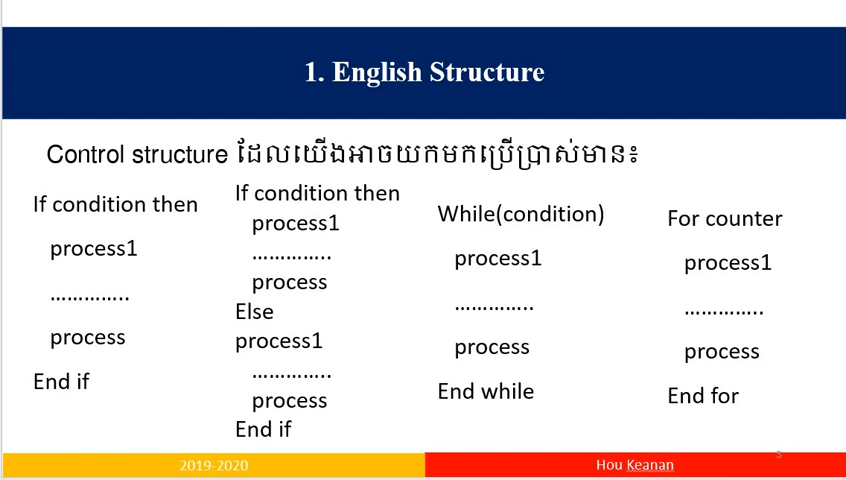 1. English Structure
Control structure ដែលយើងអាចយកមកប្រើប្រាស់មាន៖
If condition then
process1
…………..
process
End if
If condition then
process1
…………..
process
Else
process1
…………..
process
End if
While(condition)
process1
…………..
process
End while
For counter
process1
…………..
process
End for
2019-2020
Hou Keanan